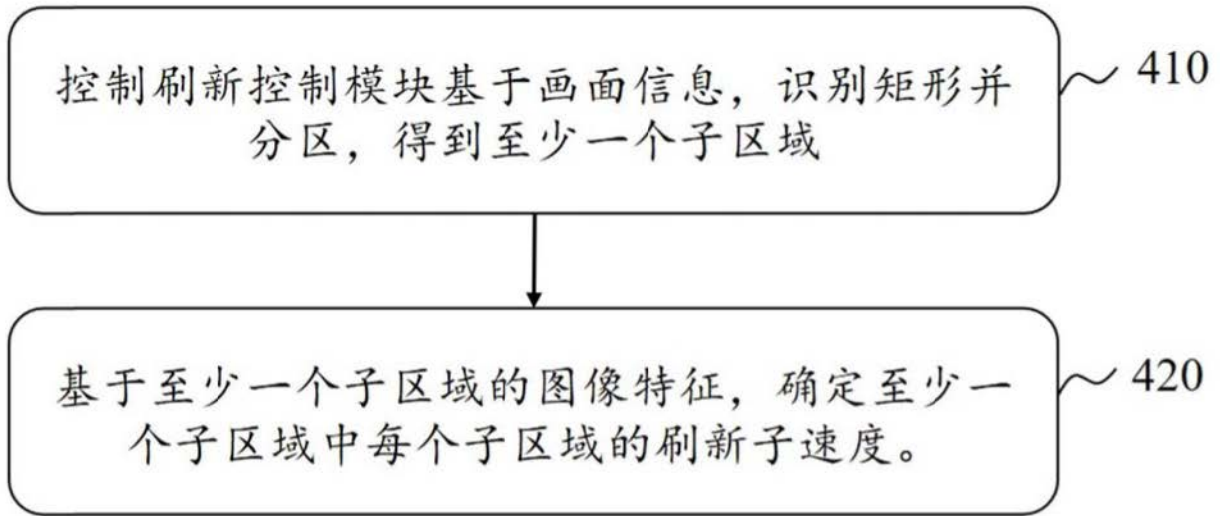 控制刷新控制模块基于画面信息，识别矩形并
分区，得到至少一个子区域
410
基于至少一个子区域的图像特征，确定至少一
个子区域中每个子区域的刷新子速度。
420